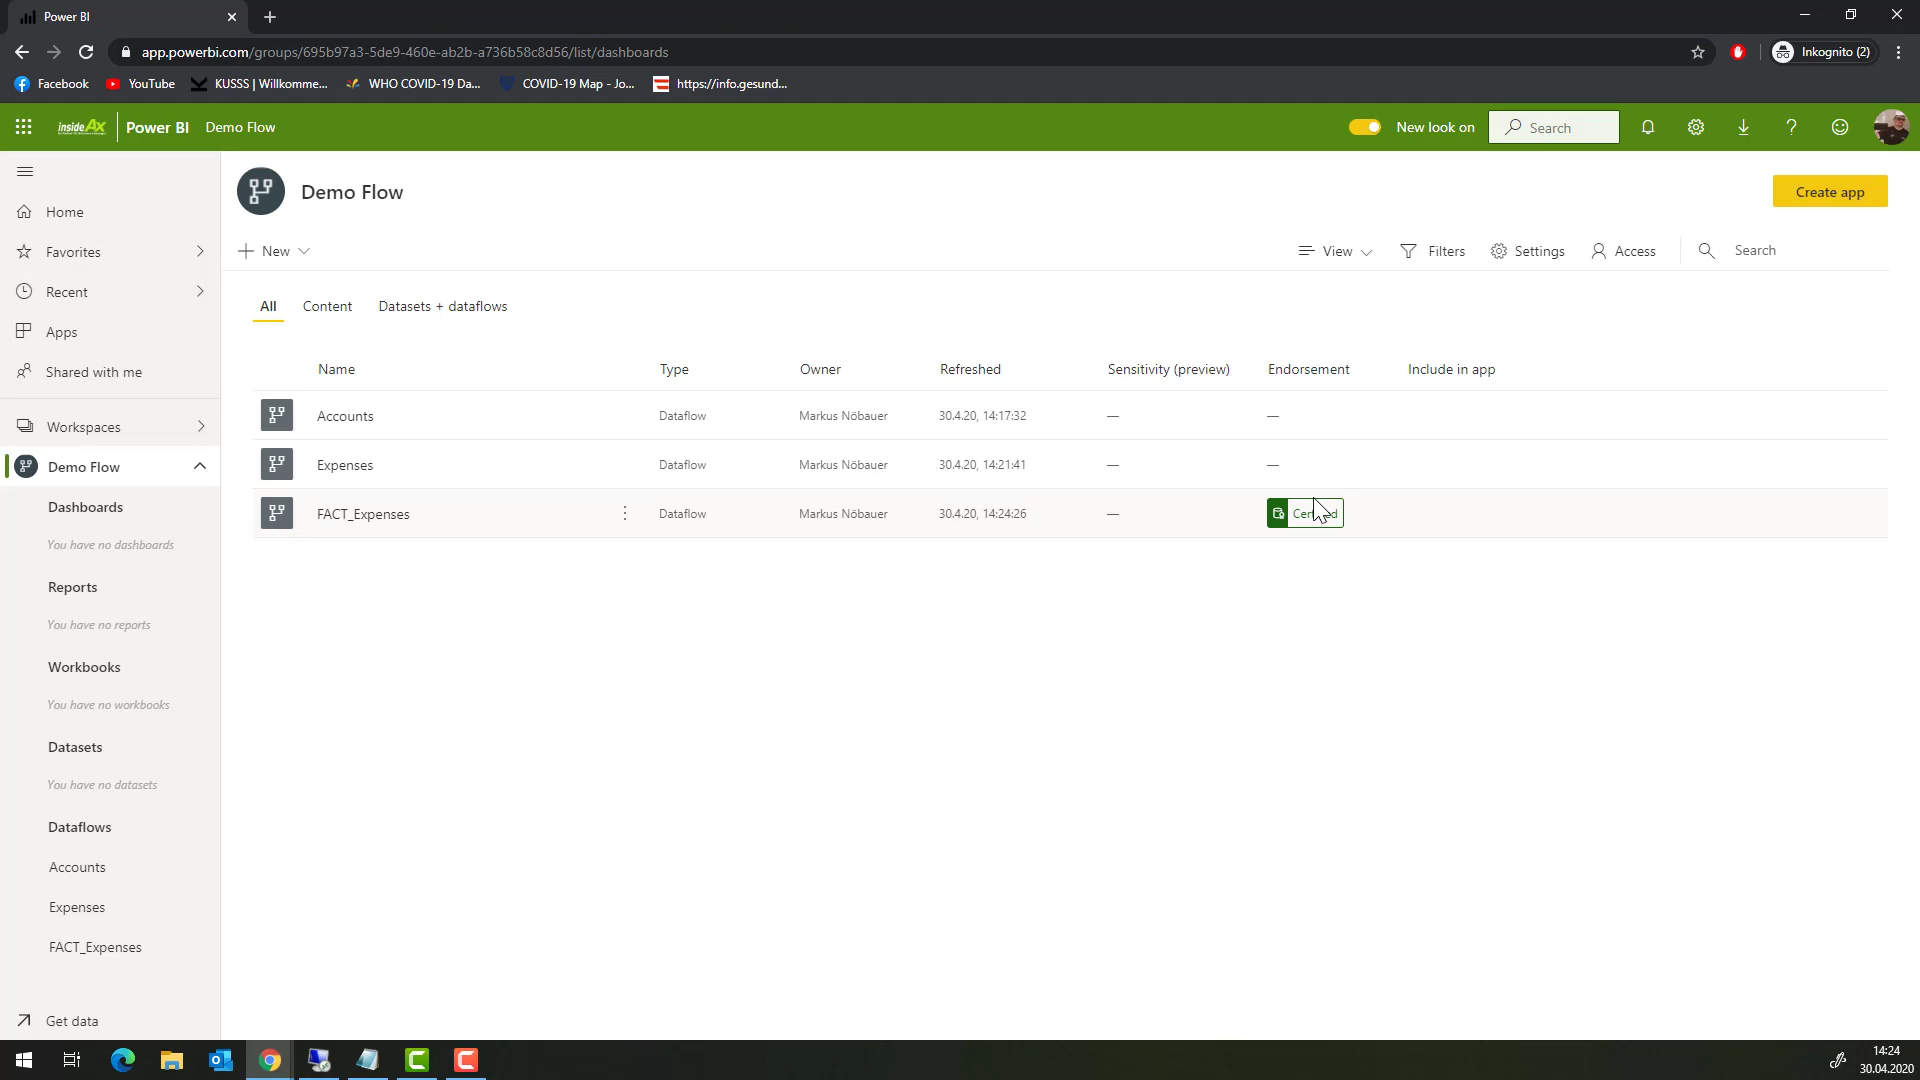 Power BI
app.powerbi.com/groups/695b97a3-5de9-460e-ab2b-a736b58c8d56/list/dashboards
Inkognito (2)
Facebook
YouTube
KUSSS | Willkomme...
WHO COVID-19 Da...
COVID-19 Map - Jo...
https://info.gesund...
insideAx
Power BI
Demo Flow
New look on
Search
Demo Flow
Create app
New
View
Filters
Settings
Access
Search
Home
Favorites
Recent
Apps
Shared with me
Workspaces
Demo Flow
Dashboards
You have no dashboards
Reports
You have no reports
Workbooks
You have no workbooks
Datasets
You have no datasets
Dataflows
Accounts
Expenses
FACT_Expenses
Get data
All Content Datasets + dataflows
Name Type Owner Refreshed Sensitivity (preview) Endorsement Include in app
Accounts Dataflow Markus Nöbauer 30.4.20, 14:17:32 — —
Expenses Dataflow Markus Nöbauer 30.4.20, 14:21:41 — —
FACT_Expenses Dataflow Markus Nöbauer 30.4.20, 14:24:26 —
14:24
30.04.2020